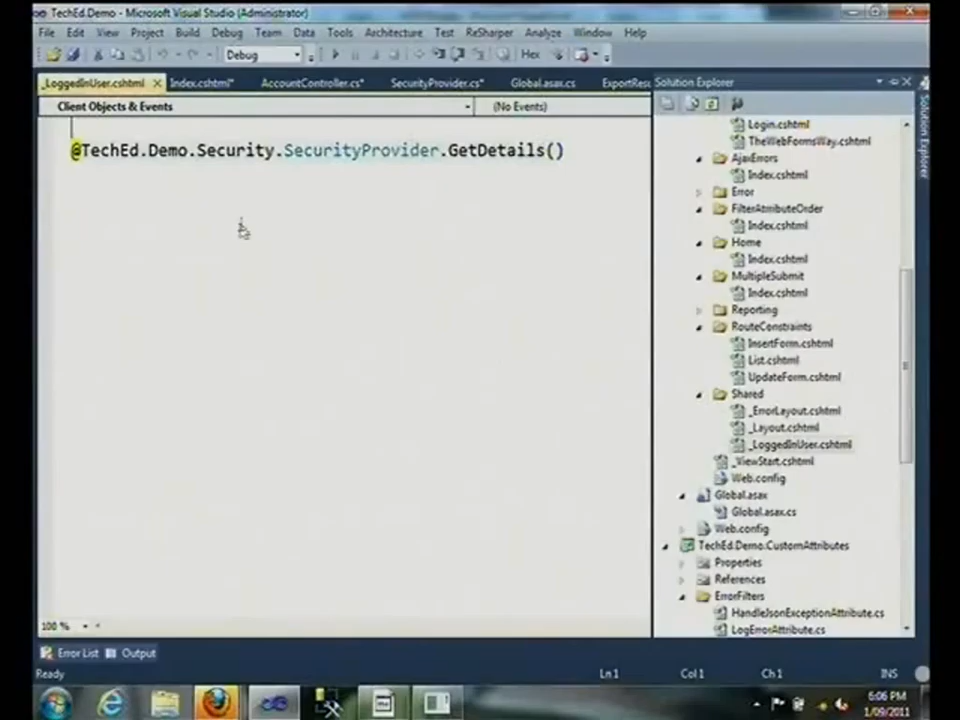 TechEd.Demo - Microsoft Visual Studio (Administrator)
File Edit View Project Build Debug Team Data Tools Architecture Test ReSharper Analyze Window Help
Debug Hex
_LoggedInUser.cshtml Index.cshtml* AccountController.cs* SecurityProvider.cs* Global.asax.cs ExportResu Solution Explorer
Client Objects & Events (No Events)
@TechEd.Demo.Security.SecurityProvider.GetDetails()
Login.cshtml
TheWebFormsWay.cshtml
AjaxErrors
Index.cshtml
Error
FilterAttributeOrder
Index.cshtml
Home
Index.cshtml
MultipleSubmit
Index.cshtml
Reporting
RouteConstraints
InsertForm.cshtml
List.cshtml
UpdateForm.cshtml
Shared
_ErrorLayout.cshtml
_Layout.cshtml
_LoggedInUser.cshtml
_ViewStart.cshtml
Web.config
Global.asax
Global.asax.cs
Web.config
TechEd.Demo.CustomAttributes
Properties
References
ErrorFilters
HandleJsonExceptionAttribute.cs
LogErrorAttribute.cs
Solution Explorer
100 %
Error List Output
Ready Ln 1 Col 1 Ch 1 INS
6:06 PM
1/09/2011